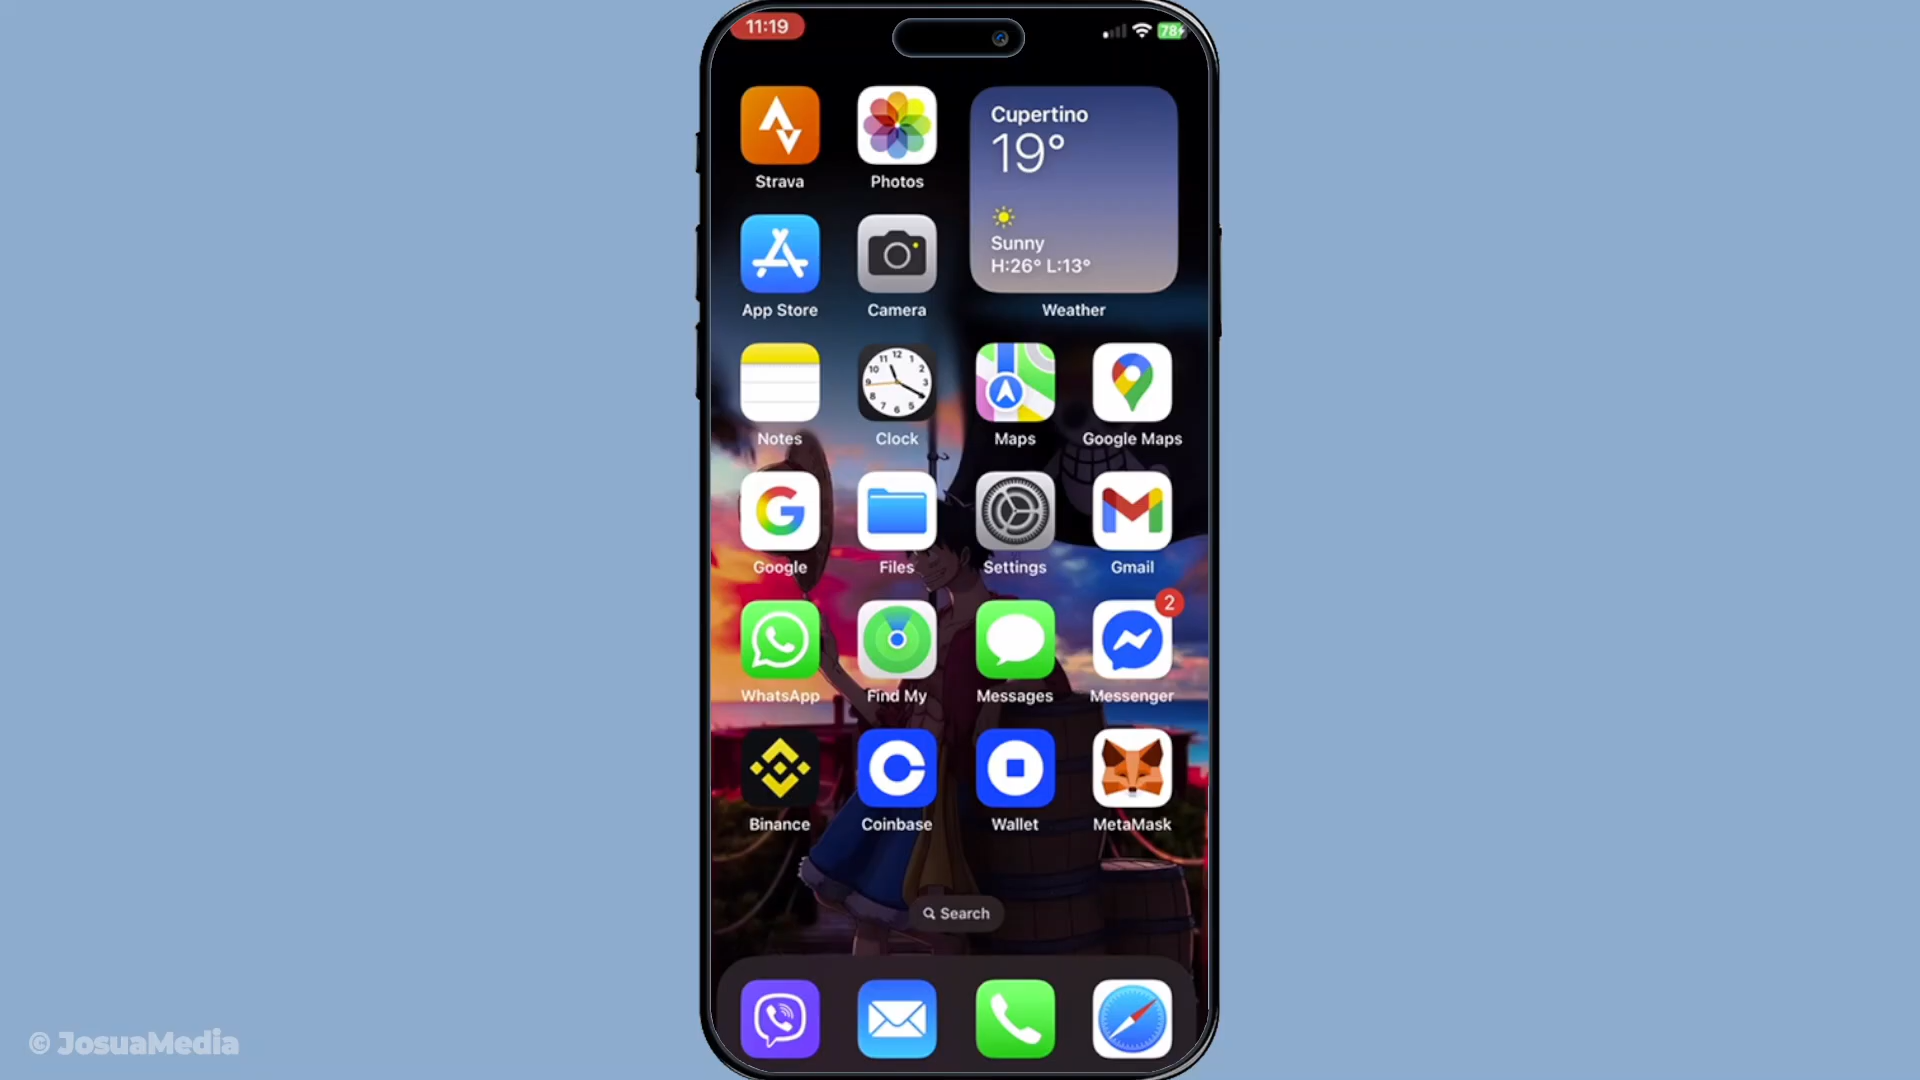 11:19
78
Cupertino
19°
Sunny
H:26° L:13°
Strava
Photos
App Store
Camera
Weather
Notes
Clock
Maps
Google Maps
Google
Files
Settings
Gmail
2
WhatsApp
Find My
Messages
Messenger
Binance
Coinbase
Wallet
MetaMask
Search
© JosuaMedia